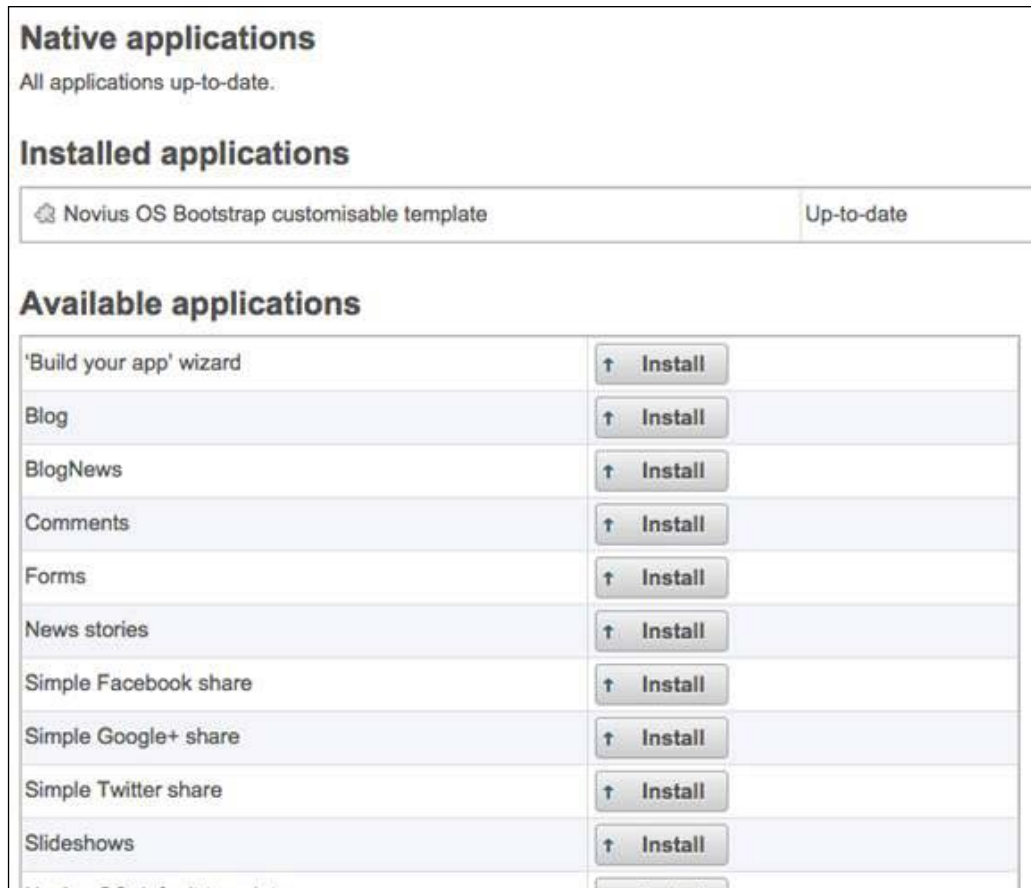 Native applications
All applications up-to-date.
Installed applications
Novius OS Bootstrap customisable template Up-to-date
Available applications
'Build your app' wizard Install
Blog Install
BlogNews Install
Comments Install
Forms Install
News stories Install
Simple Facebook share Install
Simple Google+ share Install
Simple Twitter share Install
Slideshows Install